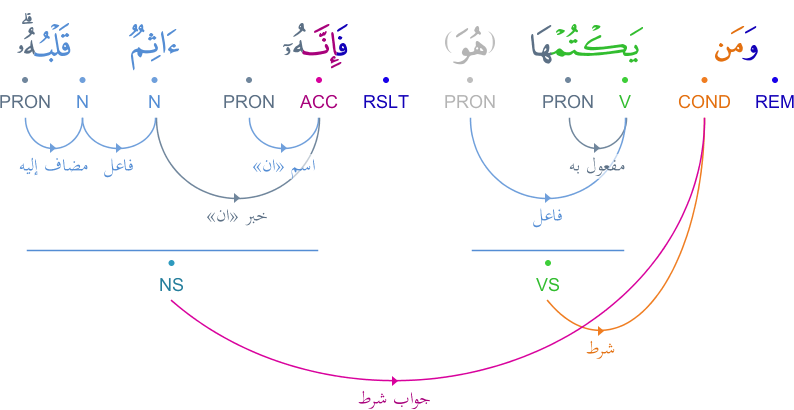 وَمَن يَكْتُمْهَا (هُوَ) فَإِنَّهُۥٓ ءَاثِمٌ قَلْبُهُۥ ۗ
PRON N N PRON ACC RSLT PRON PRON V COND REM
مضاف إليه فاعل اسم «ان» مفعول به
خبر «ان» فاعل
NS VS
شرط
جواب شرط